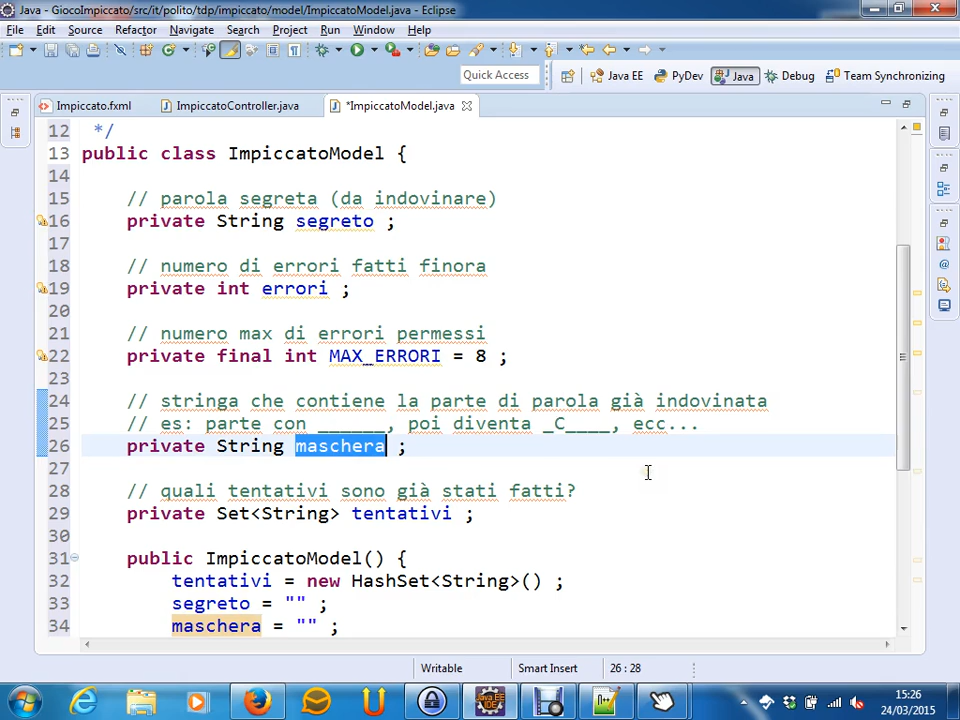 Java - GiocoImpiccato/src/it/polito/tdp/impiccato/model/ImpiccatoModel.java - Eclipse
File Edit Source Refactor Navigate Search Project Run Window Help
Quick Access Java EE PyDev Java Debug Team Synchronizing
Impiccato.fxml ImpiccatoController.java *ImpiccatoModel.java
12 */
13 public class ImpiccatoModel {
14
15 // parola segreta (da indovinare)
16 private String segreto ;
17
18 // numero di errori fatti finora
19 private int errori ;
20
21 // numero max di errori permessi
22 private final int MAX_ERRORI = 8 ;
23
24 // stringa che contiene la parte di parola già indovinata
25 // es: parte con ______, poi diventa _C____, ecc...
26 private String maschera ;
27
28 // quali tentativi sono già stati fatti?
29 private Set<String> tentativi ;
30
31 public ImpiccatoModel() {
32 tentativi = new HashSet<String>() ;
33 segreto = "" ;
34 maschera = "" ;
Writable Smart Insert 26 : 28
15:26
24/03/2015